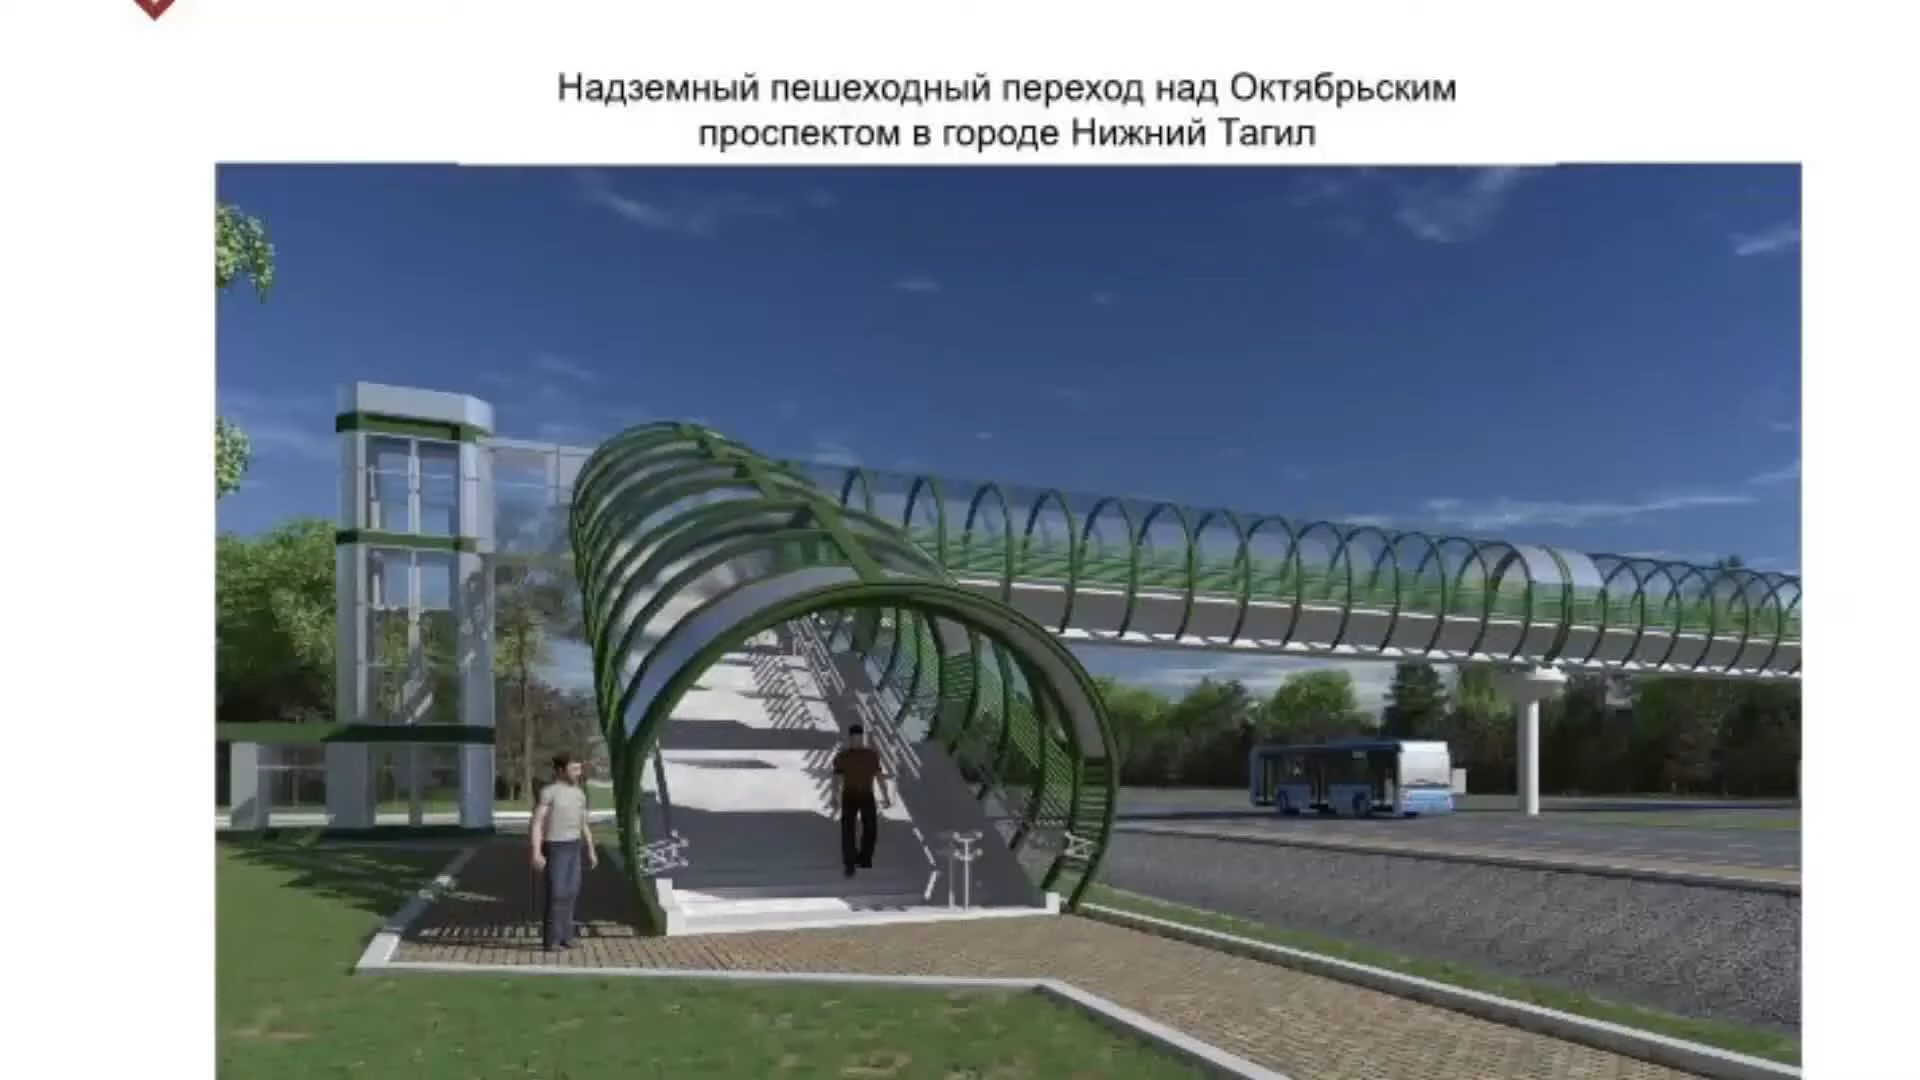 Надземный пешеходный переход над Октябрьским
проспектом в городе Нижний Тагил